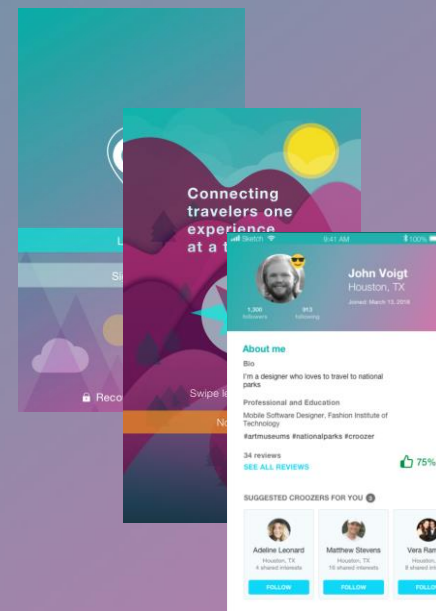 L
Si
Reco
Connecting
travelers one
experience
at a t
Swipe le
No
Sketch 9:41 AM 100%
John Voigt
Houston, TX
Joined: March 13, 2018
1,300 913
followers following
About me
Bio
I'm a designer who loves to travel to national
parks
Professional and Education
Mobile Software Designer, Fashion Institute of
Technology
#artmuseums #nationalparks #croozer
34 reviews
SEE ALL REVIEWS
75%
SUGGESTED CROOZERS FOR YOU
Adeline Leonard Matthew Stevens Vera Ram
Houston, TX Houston, TX Houston,
4 shared interests 10 shared interests 8 shared int
FOLLOW FOLLOW FOLLO